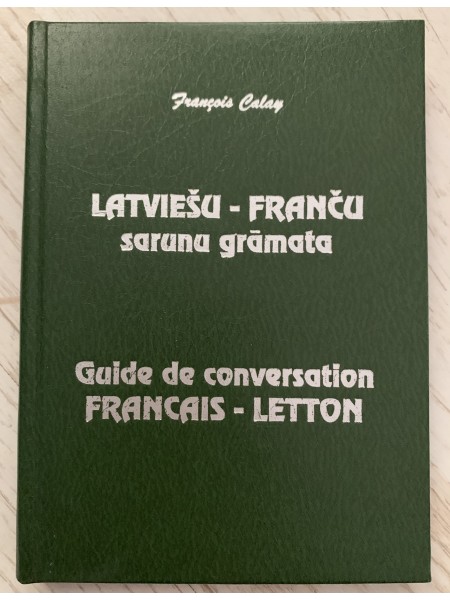 François Calay
LATVIEŠU - FRANČU
sarunu grāmata
Guide de conversation
FRANCAIS - LETTON